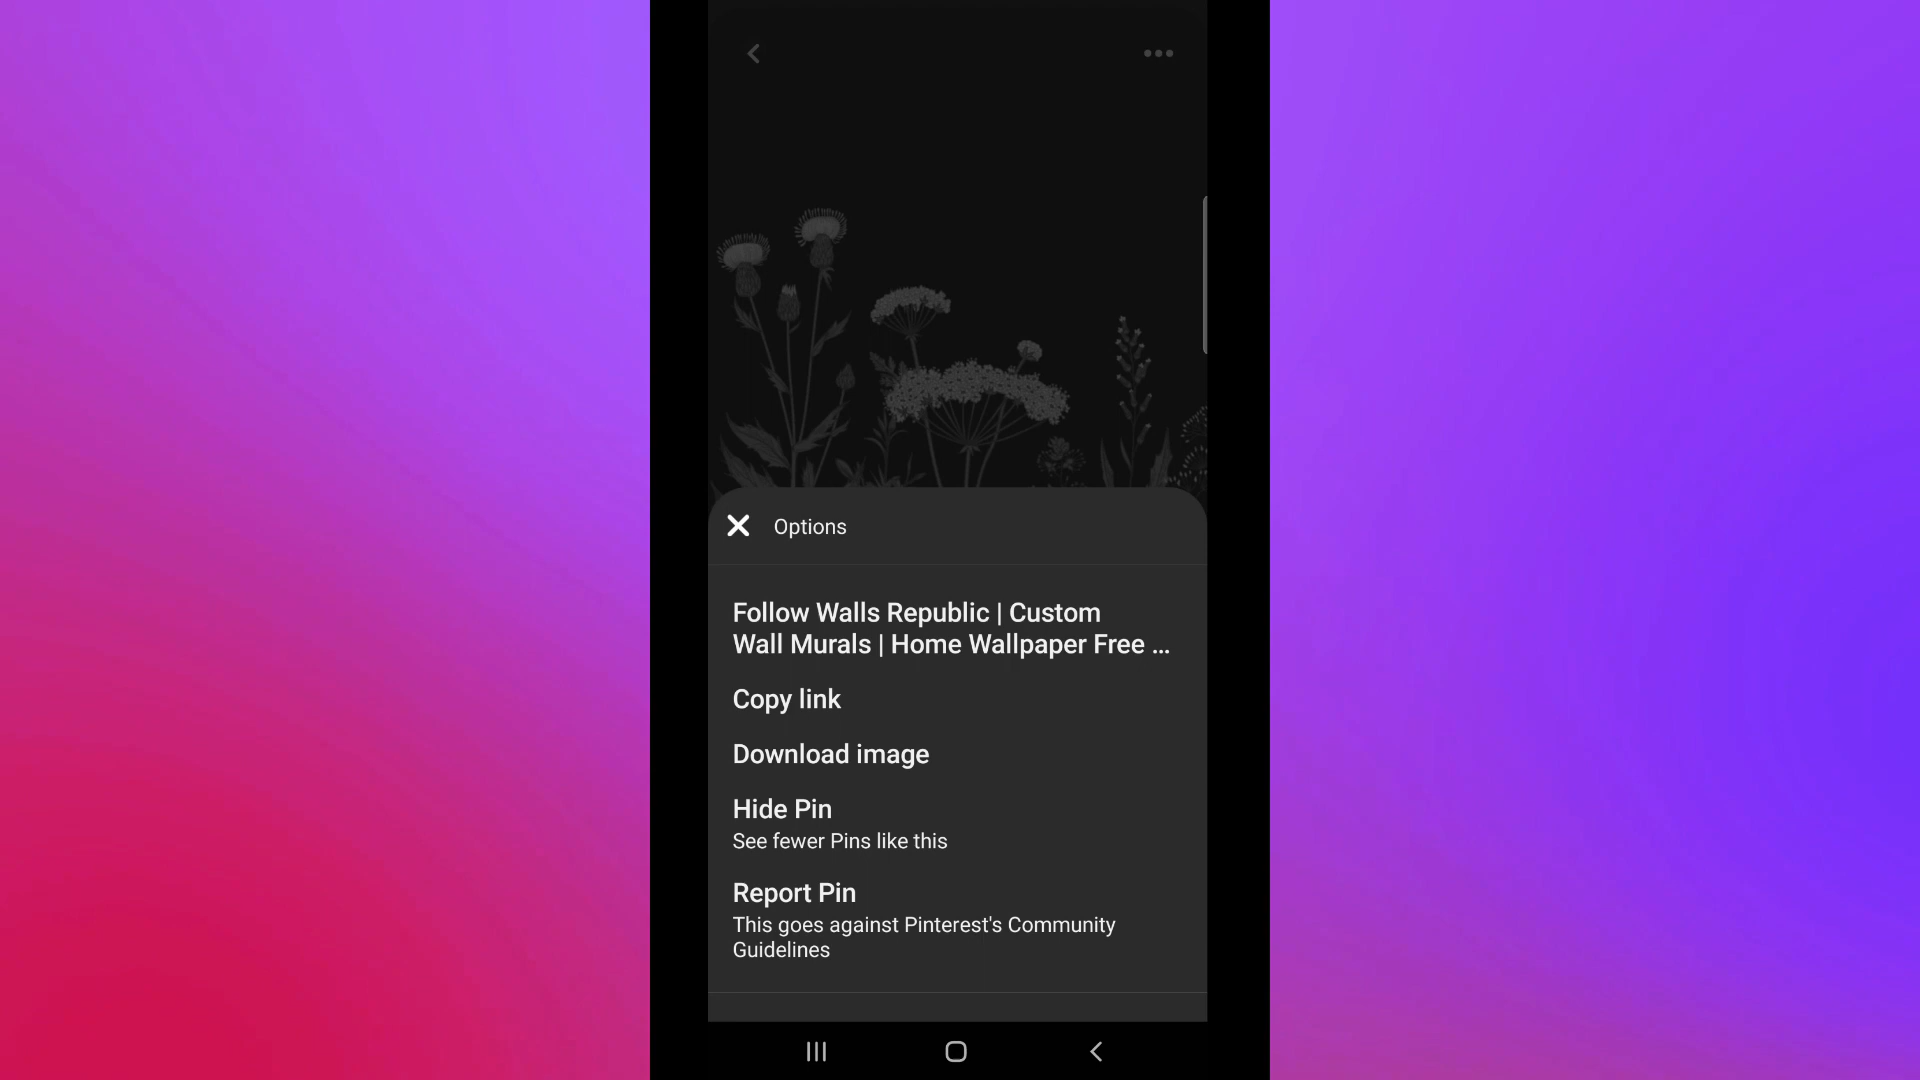 Options
Follow Walls Republic | Custom
Wall Murals | Home Wallpaper Free ...
Copy link
Download image
Hide Pin
See fewer Pins like this
Report Pin
This goes against Pinterest's Community
Guidelines